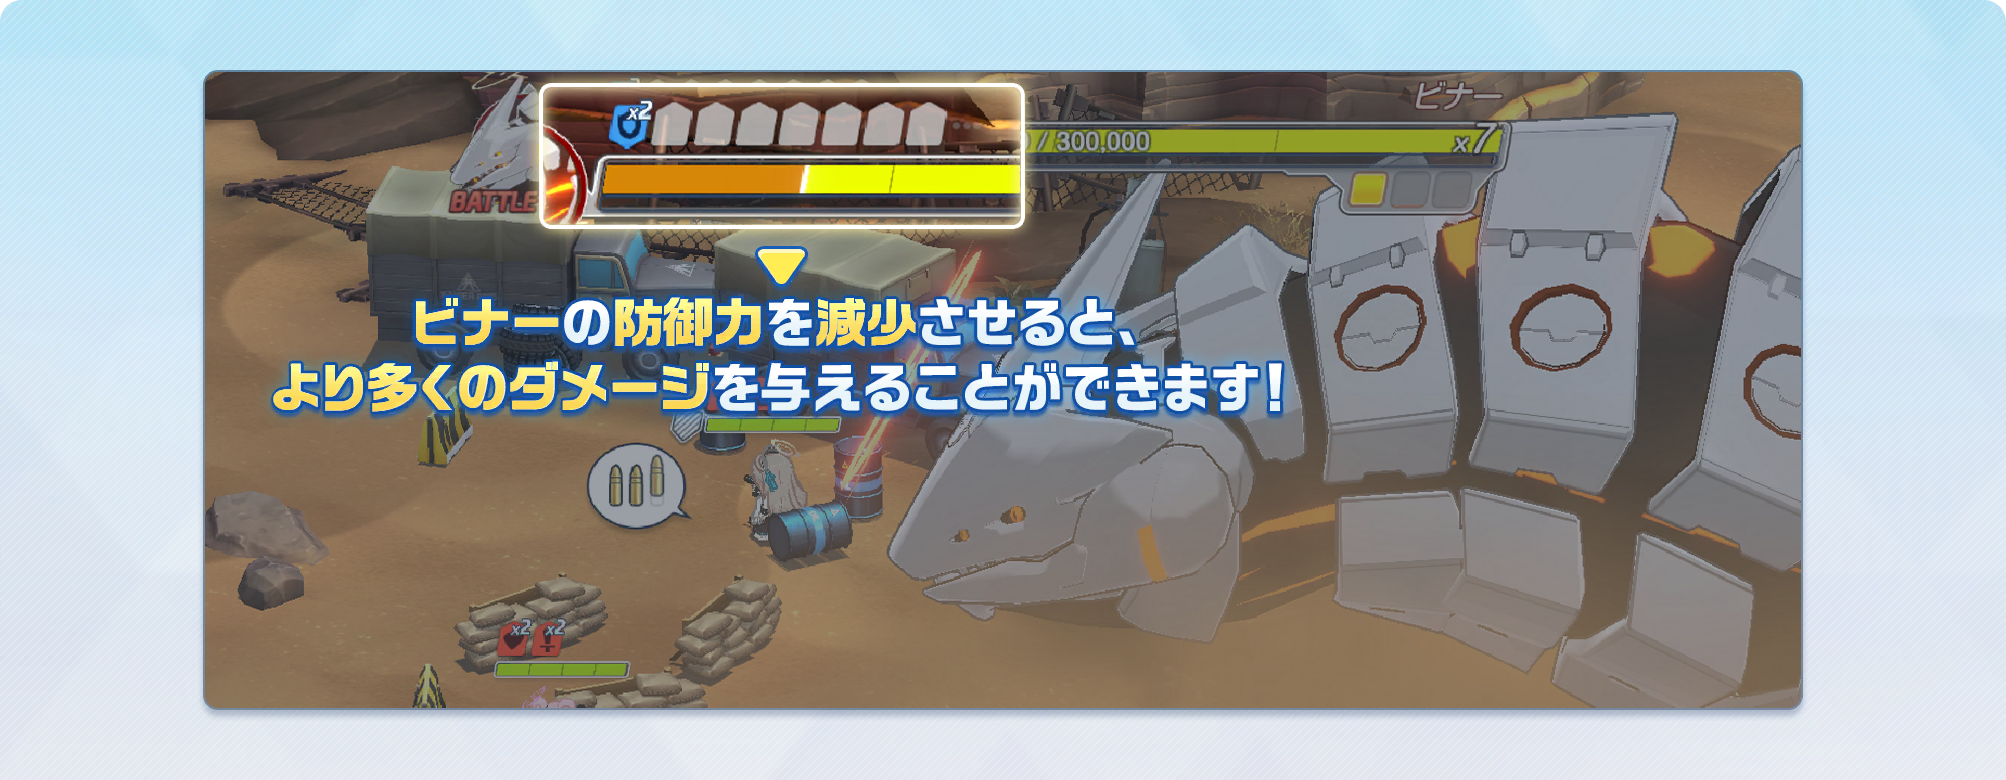 ビナー
x2
/ 300,000
x7
BATTLE
ビナーの防御力を減少させると、
より多くのダメージを与えることができます!
x2 x2